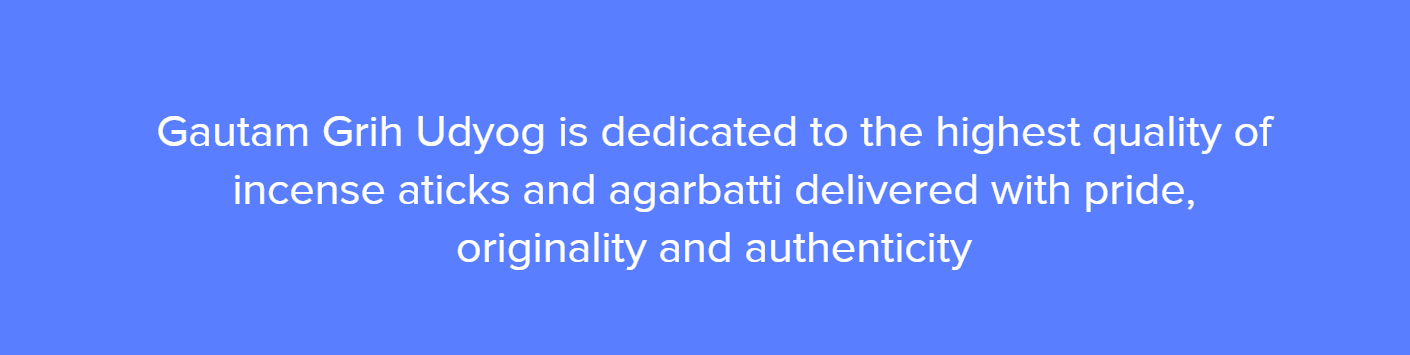 Gautam Grih Udyog is dedicated to the highest quality of
incense aticks and agarbatti delivered with pride,
originality and authenticity